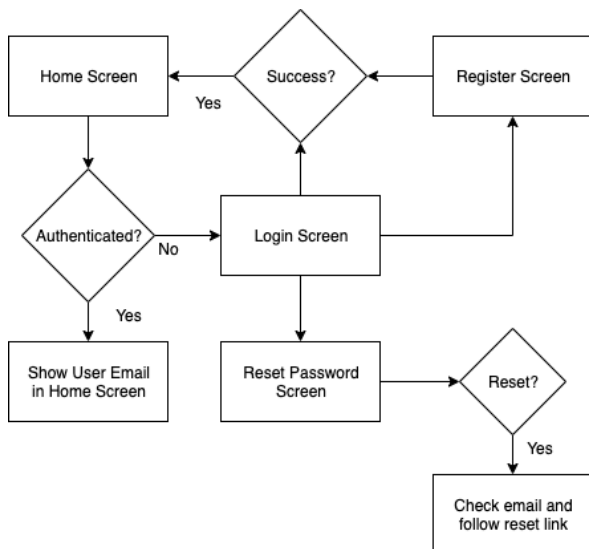 Home Screen
Success?
Register Screen
Yes
Authenticated?
No
Login Screen
Yes
Show User Email
in Home Screen
Reset Password
Screen
Reset?
Yes
Check email and
follow reset link